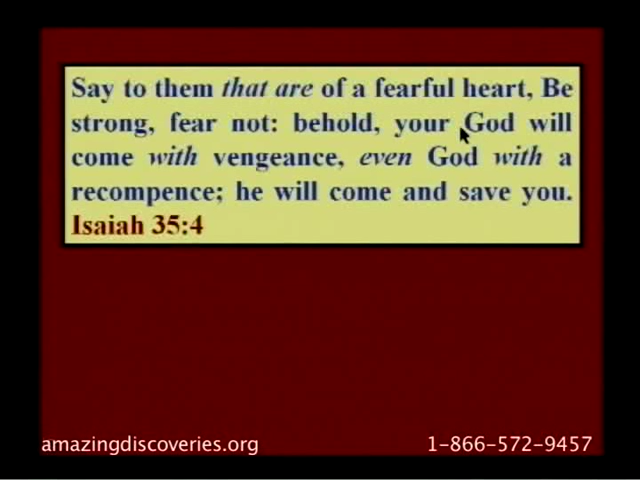 Say to them that are of a fearful heart, Be
strong, fear not: behold, your God will
come with vengeance, even God with a
recompence; he will come and save you.
Isaiah 35:4
amazingdiscoveries.org 1-866-572-9457